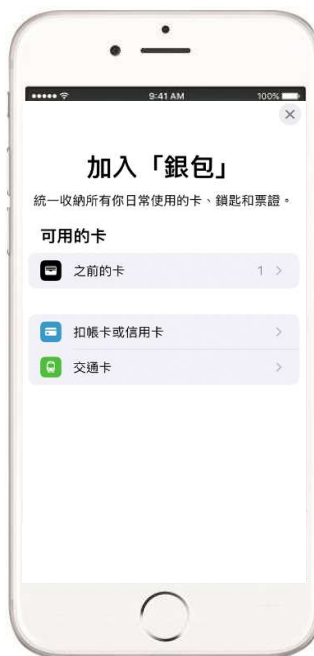 9:41 AM
100%
加入「銀包」
統一收納所有你日常使用的卡、鎖匙和票證。
可用的卡
之前的卡 1
扣帳卡或信用卡
交通卡